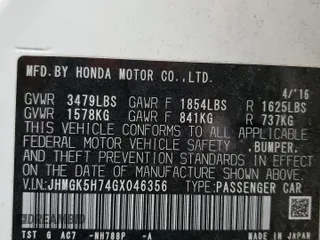 MFD.BY HONDA MOTOR CO.,LTD. 4/'16
GVWR 3479LBS GAWR F 1854LBS R 1625LBS
GVWR 1578KG GAWR F 841KG R 737KG
THIS VEHICLE CONFORMS TO ALL APPLICABLE
FEDERAL MOTOR VEHICLE SAFETY, BUMPER,
AND THEFT PREVENTION STANDARDS IN EFFECT
ON THE DATE OF MANUFACTURE SHOWN ABOVE.
V.I.N:JHMGK5H74GX046356 TYPE:PASSENGER CAR
TST G AC7 -NH788P -A
MADE IN JAPAN